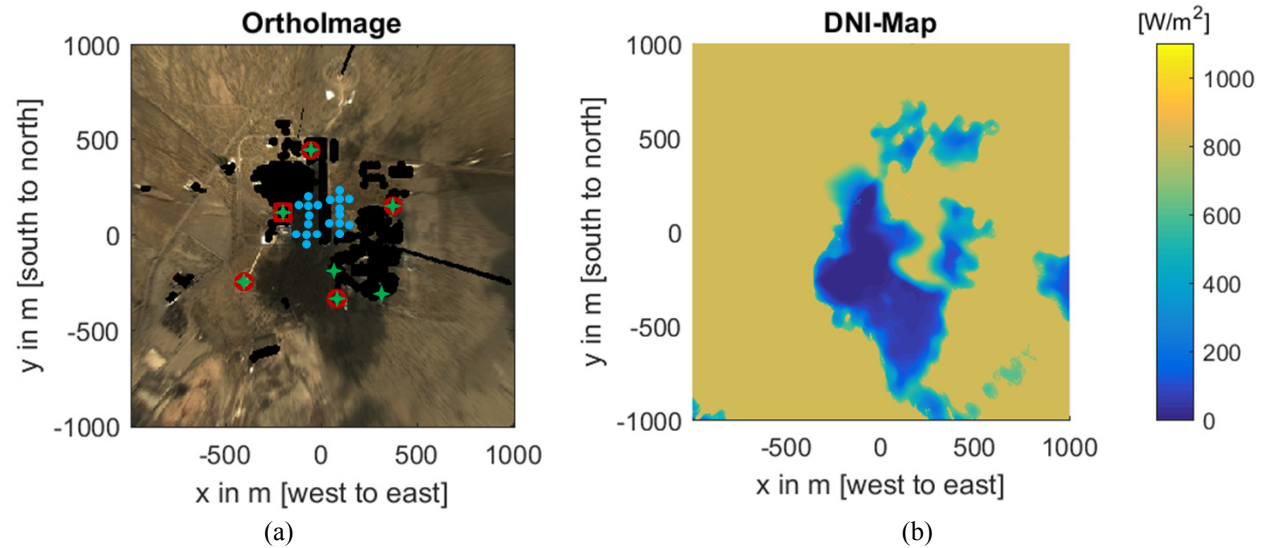 OrthoImage
1000
500
0
-500
-1000
y in m [south to north]
-500
0
500
1000
x in m [west to east]
(a)
DNI-Map
1000
500
0
-500
-1000
y in m [south to north]
-500
0
500
1000
x in m [west to east]
(b)
[W/m²]
1000
800
600
400
200
0